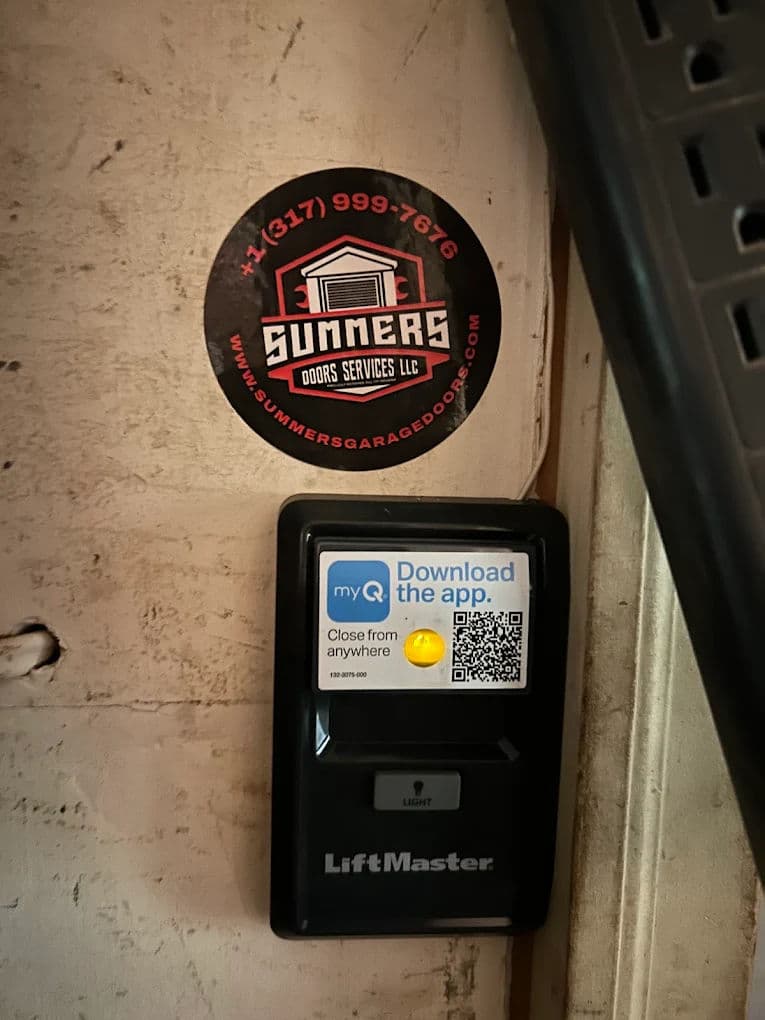 +1 (317) 999-7676
SUMMERS
DOORS SERVICES LLC
WWW.SUMMERSGARAGEDOORS.COM
myQ
Download
the app.
Close from
anywhere
132-3075-000
LIGHT
LiftMaster